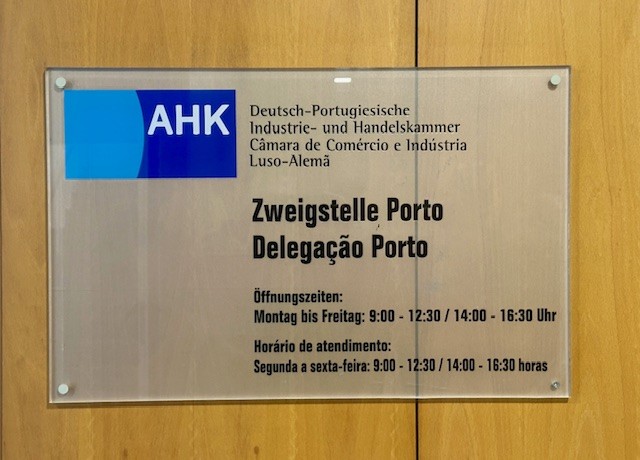 AHK
Deutsch-Portugiesische
Industrie- und Handelskammer
Câmara de Comércio e Indústria
Luso-Alemã
Zweigstelle Porto
Delegação Porto
Öffnungszeiten:
Montag bis Freitag: 9:00 - 12:30 / 14:00 - 16:30 Uhr
Horário de atendimento:
Segunda a sexta-feira: 9:00 - 12:30 / 14:00 - 16:30 horas